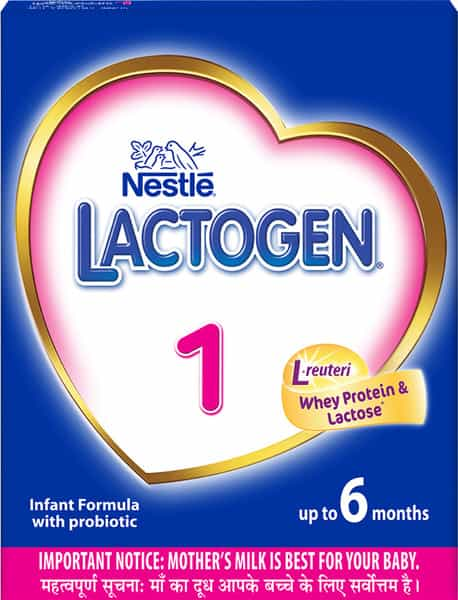 Nestlé
LACTOGEN®
1
L-reuteri
Whey Protein &
Lactose*
Infant Formula
with probiotic
up to 6 months
IMPORTANT NOTICE: MOTHER'S MILK IS BEST FOR YOUR BABY.
महत्वपूर्ण सूचना: माँ का दूध आपके बच्चे के लिए सर्वोत्तम है।